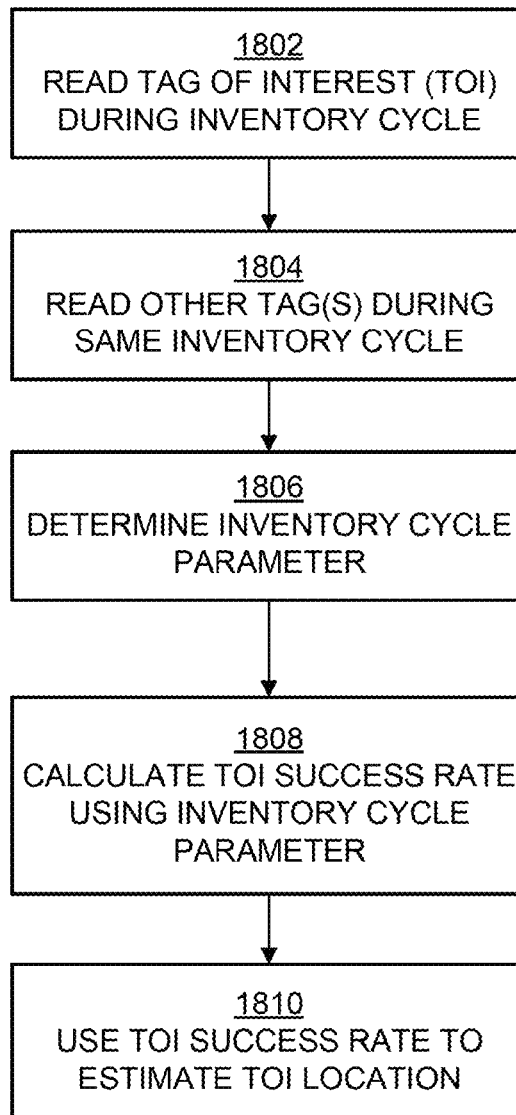 1802
READ TAG OF INTEREST (TOI)
DURING INVENTORY CYCLE
1804
READ OTHER TAG(S) DURING
SAME INVENTORY CYCLE
1806
DETERMINE INVENTORY CYCLE
PARAMETER
1808
CALCULATE TOI SUCCESS RATE
USING INVENTORY CYCLE
PARAMETER
1810
USE TOI SUCCESS RATE TO
ESTIMATE TOI LOCATION